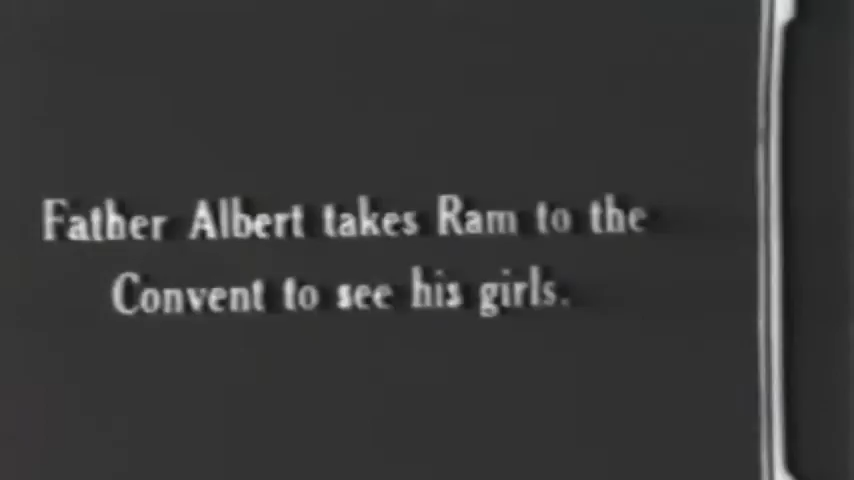 Father Albert takes Ram to the
Convent to see his girls.